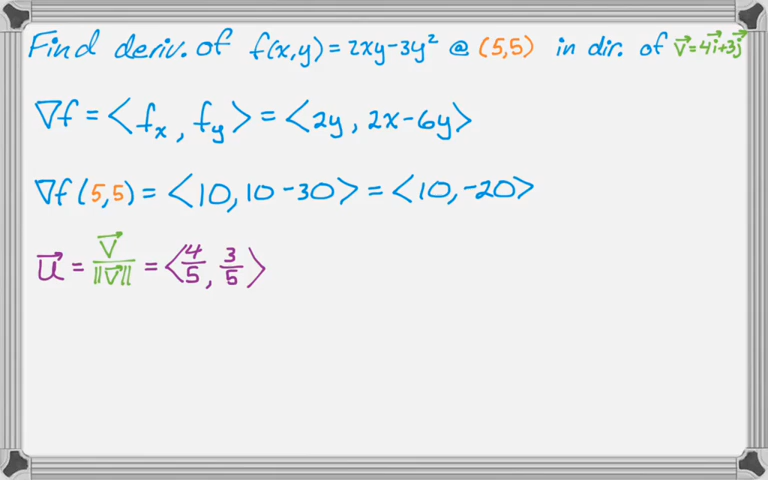 Find deriv. of f(x,y) = 2xy-3y² @ (5,5) in dir. of v⃗=4i⃗+3j⃗
∇f = ⟨fx, fy⟩ = ⟨2y, 2x-6y⟩
∇f(5,5) = ⟨10, 10-30⟩ = ⟨10, -20⟩
u⃗ = v⃗/||v⃗|| = ⟨4/5, 3/5⟩